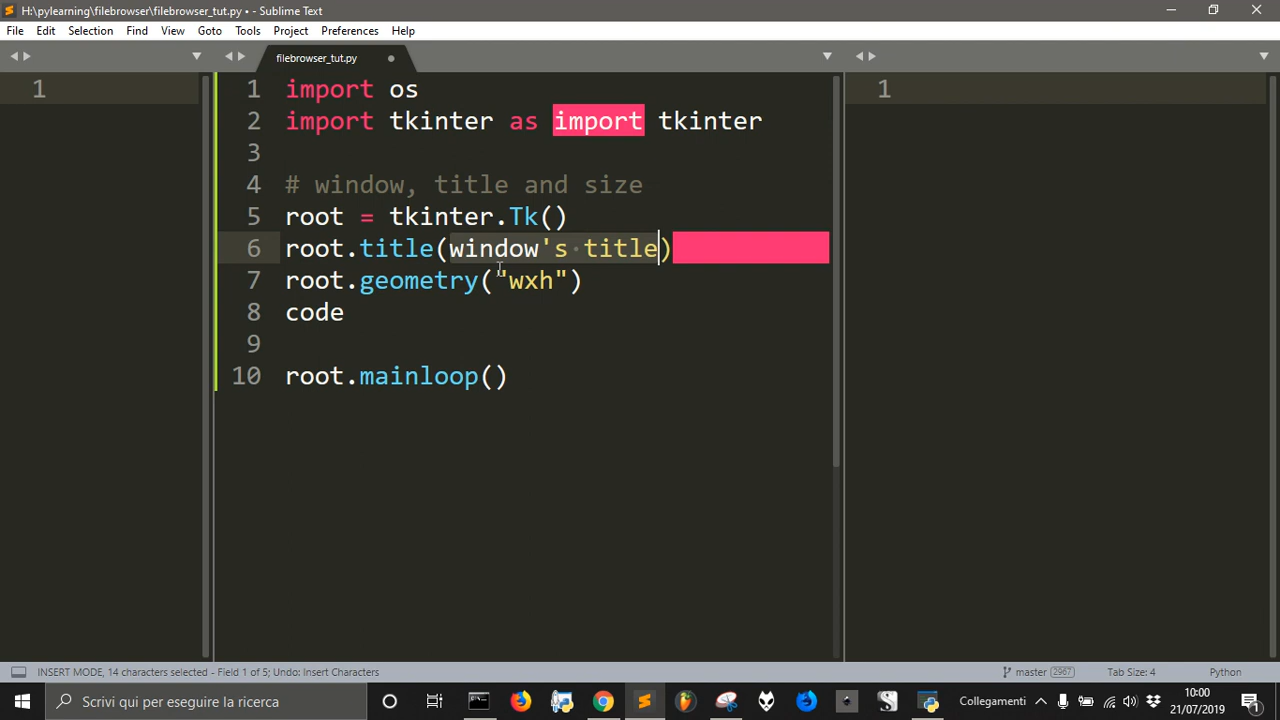 H:\pylearning\filebrowser\filebrowser_tut.py • - Sublime Text
File Edit Selection Find View Goto Tools Project Preferences Help
filebrowser_tut.py
1
1 import os
2 import tkinter as import tkinter
3
4 # window, title and size
5 root = tkinter.Tk()
6 root.title(window's title)
7 root.geometry("wxh")
8 code
9
10 root.mainloop()
1
INSERT MODE, 14 characters selected - Field 1 of 5; Undo: Insert Characters
master 2967 Tab Size: 4 Python
Scrivi qui per eseguire la ricerca
Collegamenti
10:00
21/07/2019
1